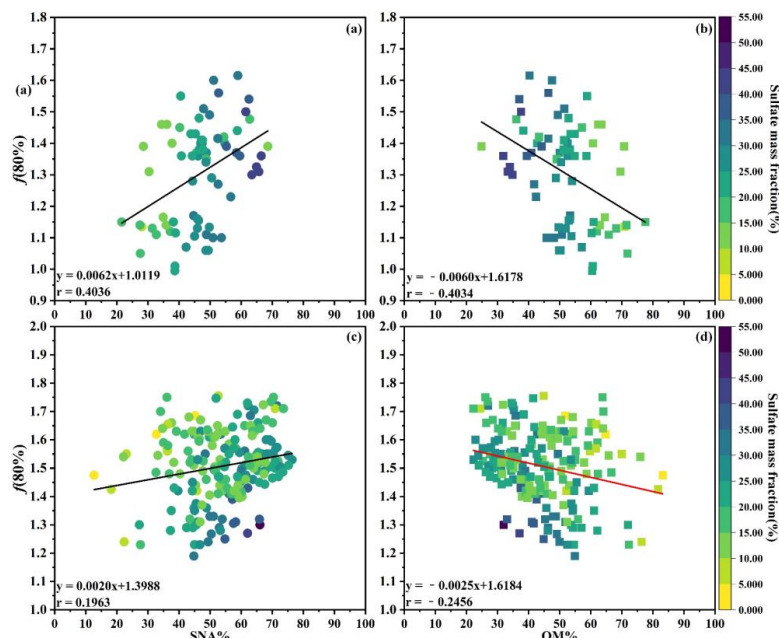 1.8
1.7
1.6
1.5
1.4
1.3
1.2
1.1
1.0
0.9
(a)
(a)
f(80%)
y = 0.0062x+1.0119
r = 0.4036
0 10 20 30 40 50 60 70 80 90 100
1.8
1.7
1.6
1.5
1.4
1.3
1.2
1.1
1.0
0.9
(b)
y = − 0.0060x+1.6178
r = − 0.4034
0 10 20 30 40 50 60 70 80 90 100
55.00
50.00
45.00
40.00
35.00
30.00
25.00
20.00
15.00
10.00
5.000
0.000
Sulfate mass fraction(%)
2.0
1.9
1.8
1.7
1.6
1.5
1.4
1.3
1.2
1.1
1.0
(c)
f(80%)
y = 0.0020x+1.3988
r = 0.1963
0 10 20 30 40 50 60 70 80 90 100
SNA%
2.0
1.9
1.8
1.7
1.6
1.5
1.4
1.3
1.2
1.1
1.0
(d)
y = − 0.0025x+1.6184
r = − 0.2456
0 10 20 30 40 50 60 70 80 90 100
OM%
55.00
50.00
45.00
40.00
35.00
30.00
25.00
20.00
15.00
10.00
5.000
0.000
Sulfate mass fraction(%)